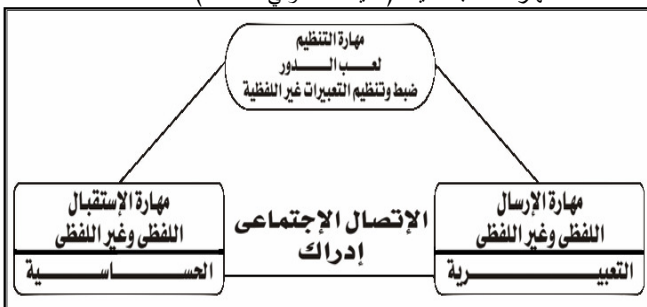 مهارة التنظيم
لعب الدور
ضبط وتنظيم التعبيرات غير اللفظية
مهارة الإرسال
اللفظى وغير اللفظى
التعبيرية
الإتصال الإجتماعى
إدراك
مهارة الإستقبال
اللفظى وغير اللفظى
الحساسية